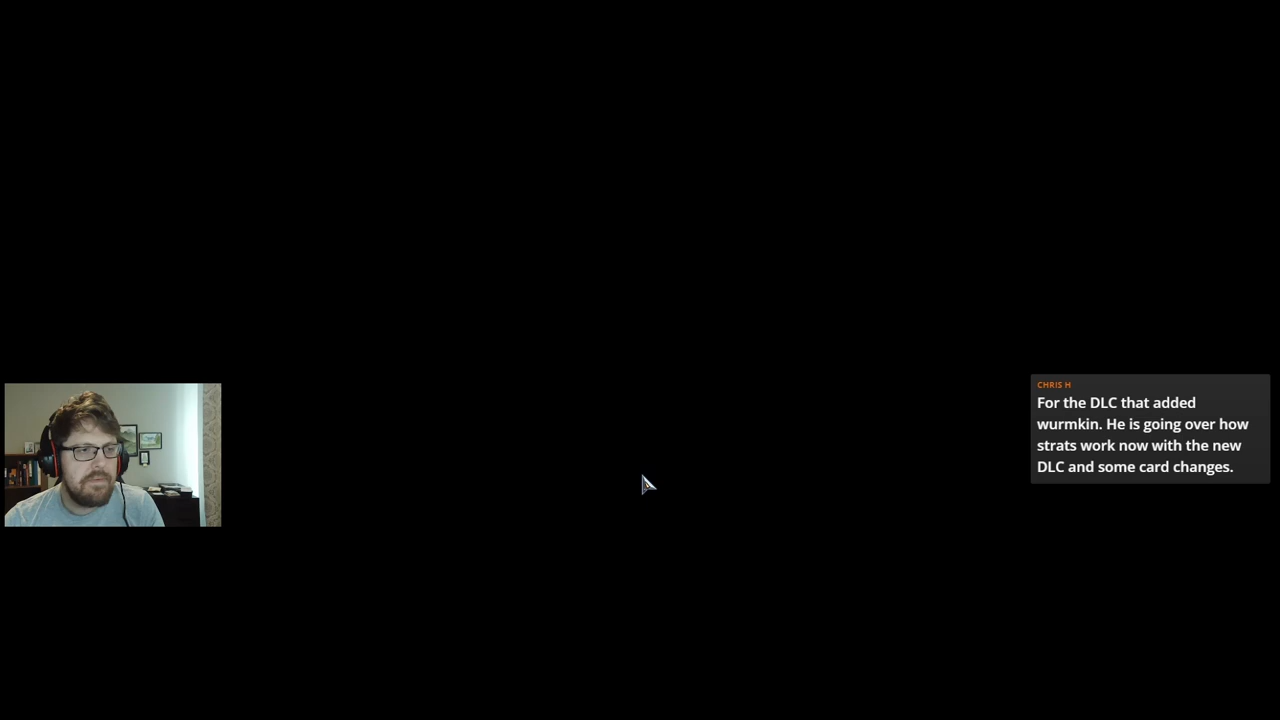 CHRIS H
For the DLC that added
wurmkin. He is going over how
strats work now with the new
DLC and some card changes.